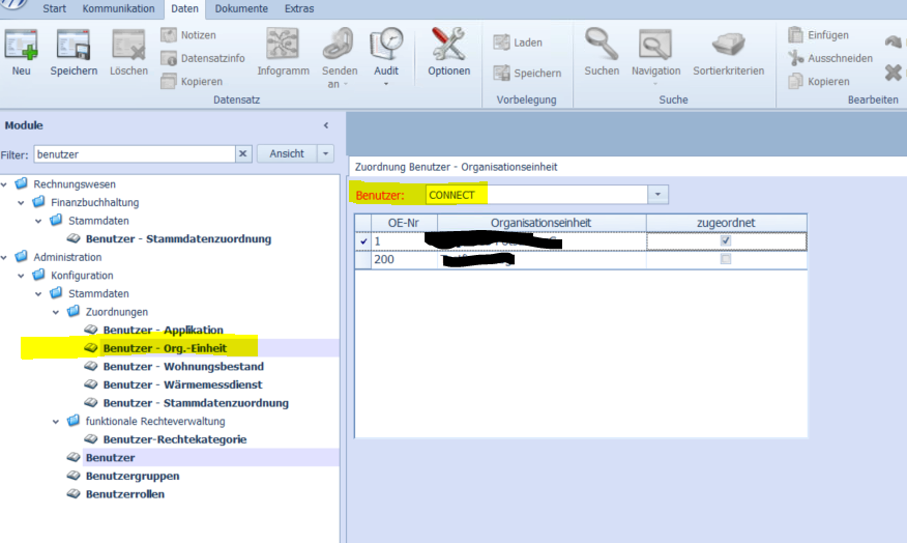 Start Kommunikation Daten Dokumente Extras
Neu Speichern Löschen
Notizen
Datensatzinfo
Kopieren
Infogramm Senden an Audit
Datensatz
Optionen
Laden
Speichern
Vorbelegung
Suchen Navigation Sortierkriterien
Suche
Einfügen
Ausschneiden
Kopieren
Bearbeiten
Module
Filter: benutzer Ansicht
Rechnungswesen
Finanzbuchhaltung
Stammdaten
Benutzer - Stammdatenzuordnung
Administration
Konfiguration
Stammdaten
Zuordnungen
Benutzer - Applikation
Benutzer - Org.-Einheit
Benutzer - Wohnungsbestand
Benutzer - Wärmemessdienst
Benutzer - Stammdatenzuordnung
funktionale Rechteverwaltung
Benutzer-Rechtekategorie
Benutzer
Benutzergruppen
Benutzerrollen
Zuordnung Benutzer - Organisationseinheit
Benutzer: CONNECT
OE-Nr Organisationseinheit zugeordnet
1
200